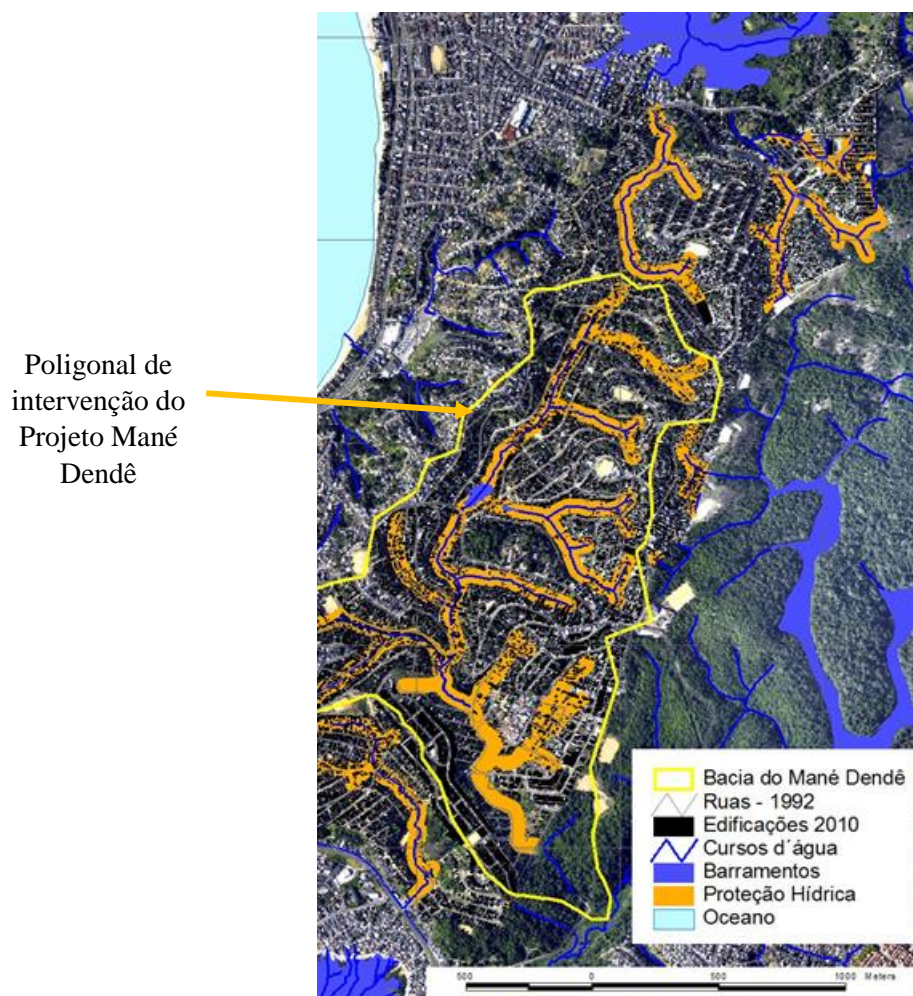 Poligonal de
intervenção do
Projeto Mané
Dendê
Bacia do Mané Dendê
Ruas - 1992
Edificações 2010
Cursos d´água
Barramentos
Proteção Hídrica
Oceano
500 0 500 1000 Meters